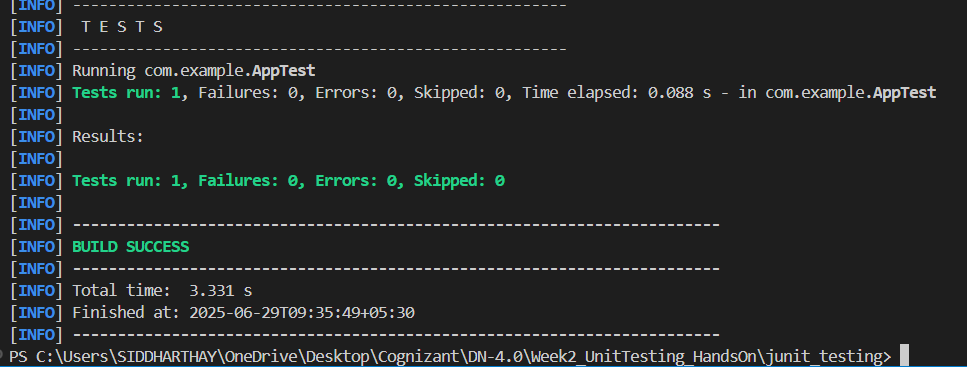 [INFO] -------------------------------------------------------
[INFO]  T E S T S
[INFO] -------------------------------------------------------
[INFO] Running com.example.AppTest
[INFO] Tests run: 1, Failures: 0, Errors: 0, Skipped: 0, Time elapsed: 0.088 s - in com.example.AppTest
[INFO]
[INFO] Results:
[INFO]
[INFO] Tests run: 1, Failures: 0, Errors: 0, Skipped: 0
[INFO]
[INFO] ------------------------------------------------------------------------
[INFO] BUILD SUCCESS
[INFO] ------------------------------------------------------------------------
[INFO] Total time:  3.331 s
[INFO] Finished at: 2025-06-29T09:35:49+05:30
[INFO] ------------------------------------------------------------------------
PS C:\Users\SIDDHARTHAY\OneDrive\Desktop\Cognizant\DN-4.0\Week2_UnitTesting_HandsOn\junit_testing>